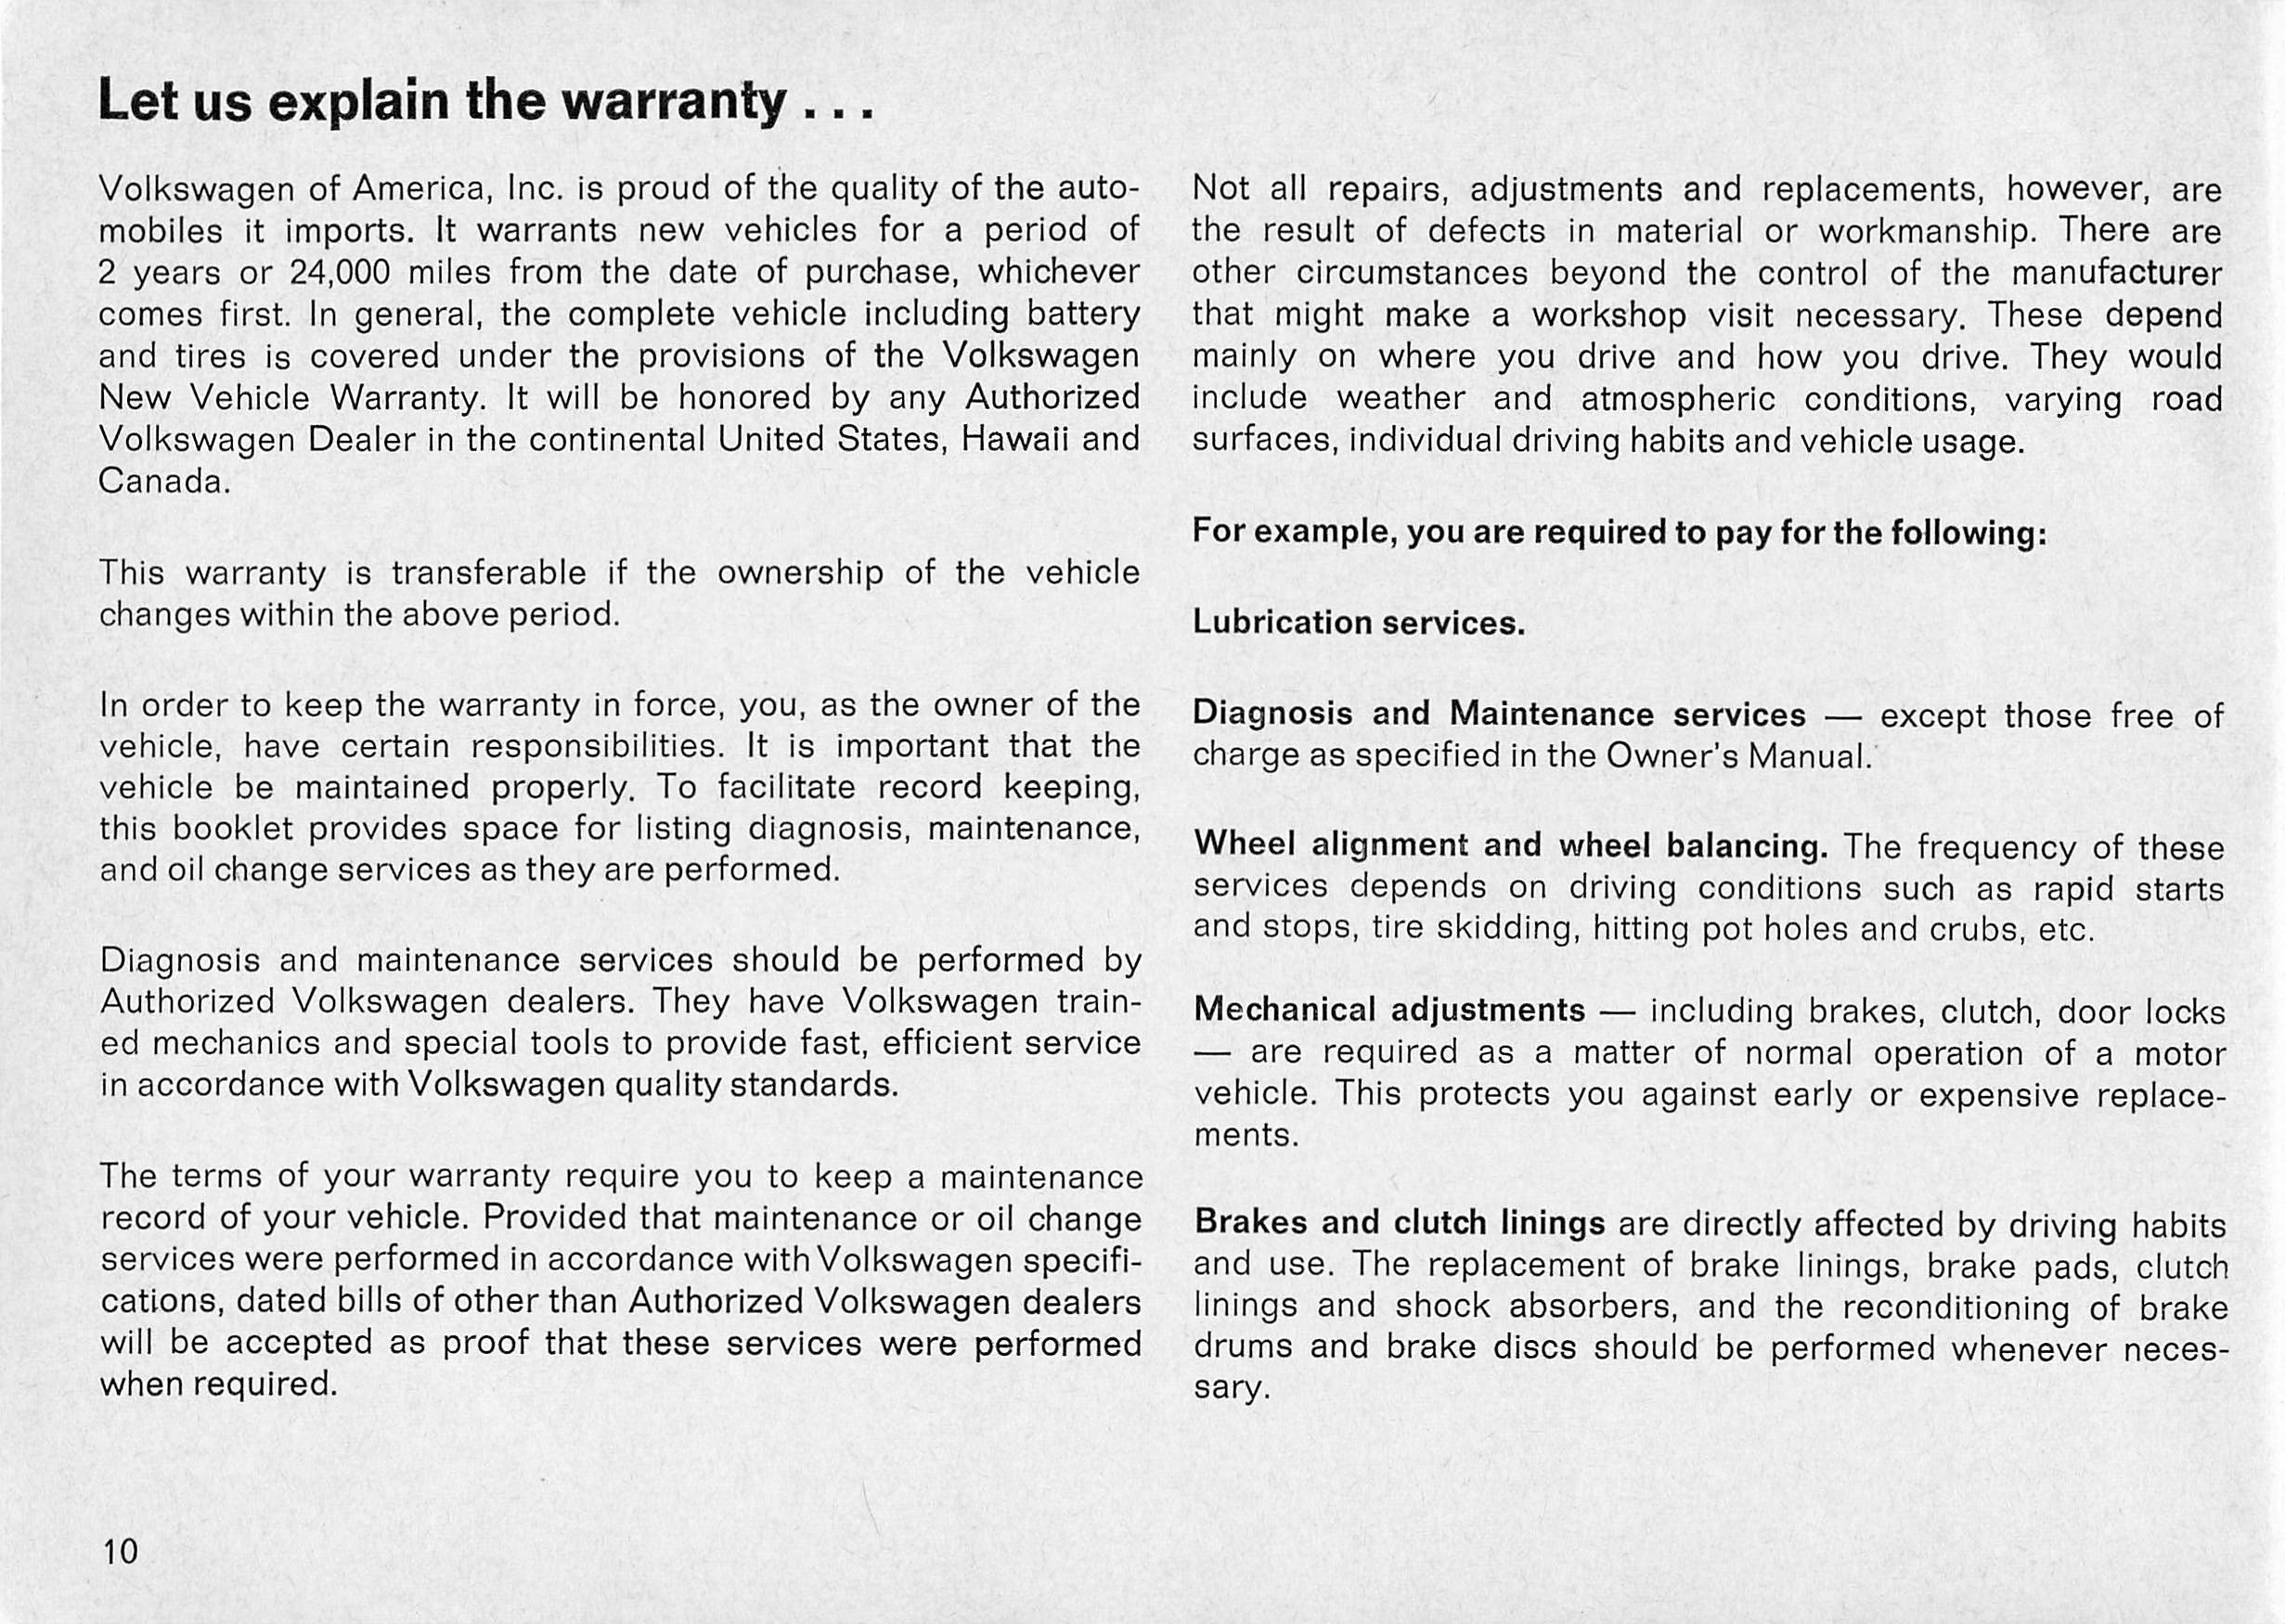 Let us explain the warranty . . .
Volkswagen of America, Inc. is proud of the quality of the auto-
mobiles it imports. It warrants new vehicles for a period of
2 years or 24,000 miles from the date of purchase, whichever
comes first. In general, the complete vehicle including battery
and tires is covered under the provisions of the Volkswagen
New Vehicle Warranty. It will be honored by any Authorized
Volkswagen Dealer in the continental United States, Hawaii and
Canada.
This warranty is transferable if the ownership of the vehicle
changes within the above period.
In order to keep the warranty in force, you, as the owner of the
vehicle, have certain responsibilities. It is important that the
vehicle be maintained properly. To facilitate record keeping,
this booklet provides space for listing diagnosis, maintenance,
and oil change services as they are performed.
Diagnosis and maintenance services should be performed by
Authorized Volkswagen dealers. They have Volkswagen train-
ed mechanics and special tools to provide fast, efficient service
in accordance with Volkswagen quality standards.
The terms of your warranty require you to keep a maintenance
record of your vehicle. Provided that maintenance or oil change
services were performed in accordance with Volkswagen specifi-
cations, dated bills of other than Authorized Volkswagen dealers
will be accepted as proof that these services were performed
when required.
Not all repairs, adjustments and replacements, however, are
the result of defects in material or workmanship. There are
other circumstances beyond the control of the manufacturer
that might make a workshop visit necessary. These depend
mainly on where you drive and how you drive. They would
include weather and atmospheric conditions, varying road
surfaces, individual driving habits and vehicle usage.
For example, you are required to pay for the following:
Lubrication services.
Diagnosis and Maintenance services — except those free of
charge as specified in the Owner's Manual.
Wheel alignment and wheel balancing. The frequency of these
services depends on driving conditions such as rapid starts
and stops, tire skidding, hitting pot holes and crubs, etc.
Mechanical adjustments — including brakes, clutch, door locks
— are required as a matter of normal operation of a motor
vehicle. This protects you against early or expensive replace-
ments.
Brakes and clutch linings are directly affected by driving habits
and use. The replacement of brake linings, brake pads, clutch
linings and shock absorbers, and the reconditioning of brake
drums and brake discs should be performed whenever neces-
sary.
10